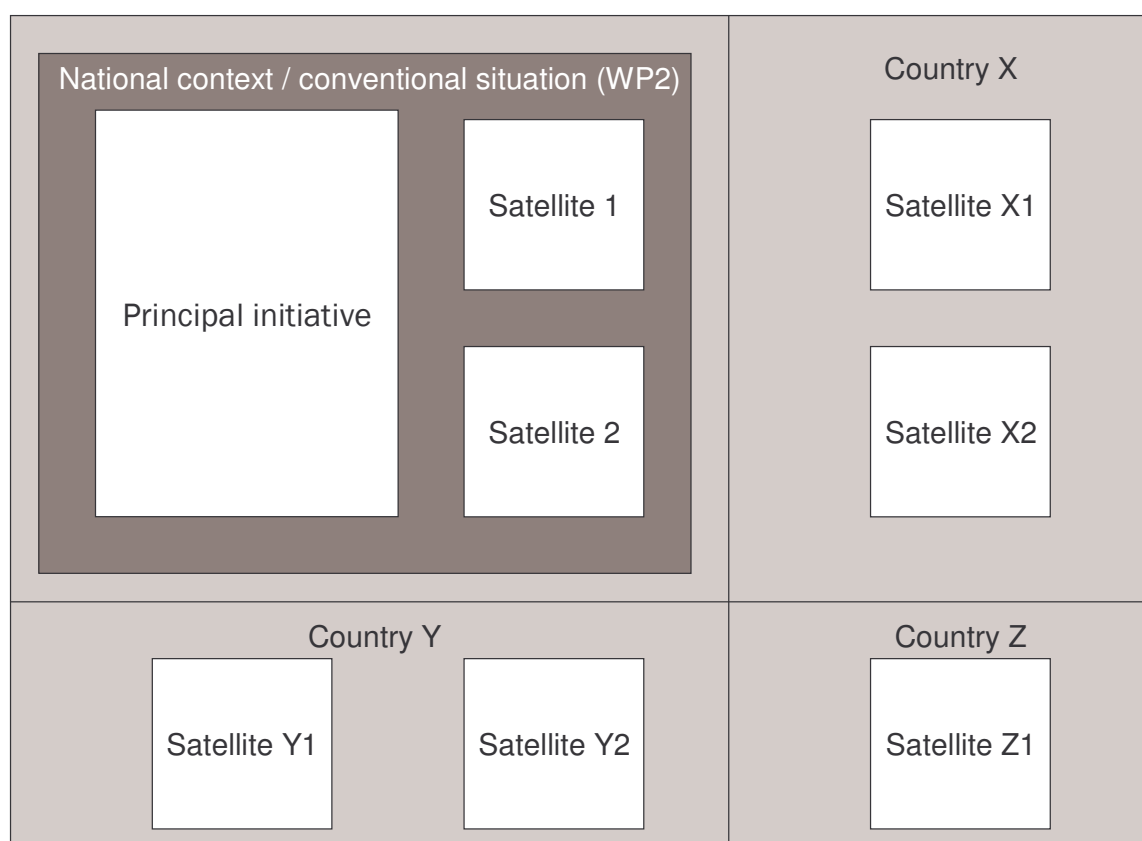 National context / conventional situation (WP2)
Principal initiative
Satellite 1
Satellite 2
Country X
Satellite X1
Satellite X2
Country Y
Satellite Y1
Satellite Y2
Country Z
Satellite Z1